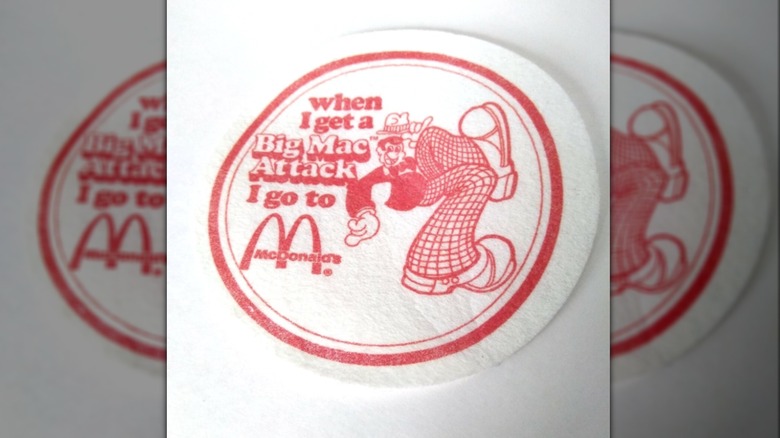 when
I get a
Big Mac
Attack
I go to
McDonald's
®